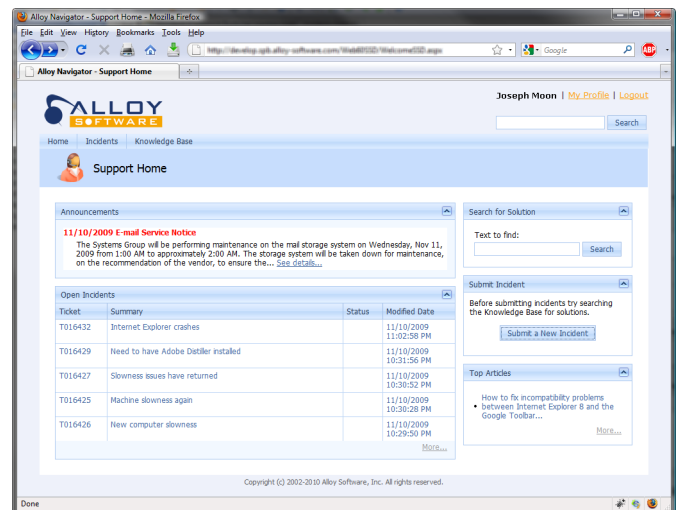 Alloy Navigator - Support Home - Mozilla Firefox
File Edit View History Bookmarks Tools Help
Google
ABP
Alloy Navigator - Support Home
ALLOY
SOFTWARE
Joseph Moon | My Profile | Logout
Search
Home Incidents Knowledge Base
Support Home
Announcements
11/10/2009 E-mail Service Notice
The Systems Group will be performing maintenance on the mail storage system on Wednesday, Nov 11,
2009 from 1:00 AM to approximately 2:00 AM. The storage system will be taken down for maintenance,
on the recommendation of the vendor, to ensure the... See details...
Open Incidents
Ticket Summary Status Modified Date
T016432 Internet Explorer crashes 11/10/2009
11:02:58 PM
T016429 Need to have Adobe Distiller installed 11/10/2009
10:31:56 PM
T016427 Slowness issues have returned 11/10/2009
10:30:52 PM
T016425 Machine slowness again 11/10/2009
10:30:28 PM
T016426 New computer slowness 11/10/2009
10:29:50 PM
More...
Search for Solution
Text to find:
Search
Submit Incident
Before submitting incidents try searching
the Knowledge Base for solutions.
Submit a New Incident
Top Articles
How to fix incompatibility problems
• between Internet Explorer 8 and the
Google Toolbar...
More...
Copyright (c) 2002-2010 Alloy Software, Inc. All rights reserved.
Done